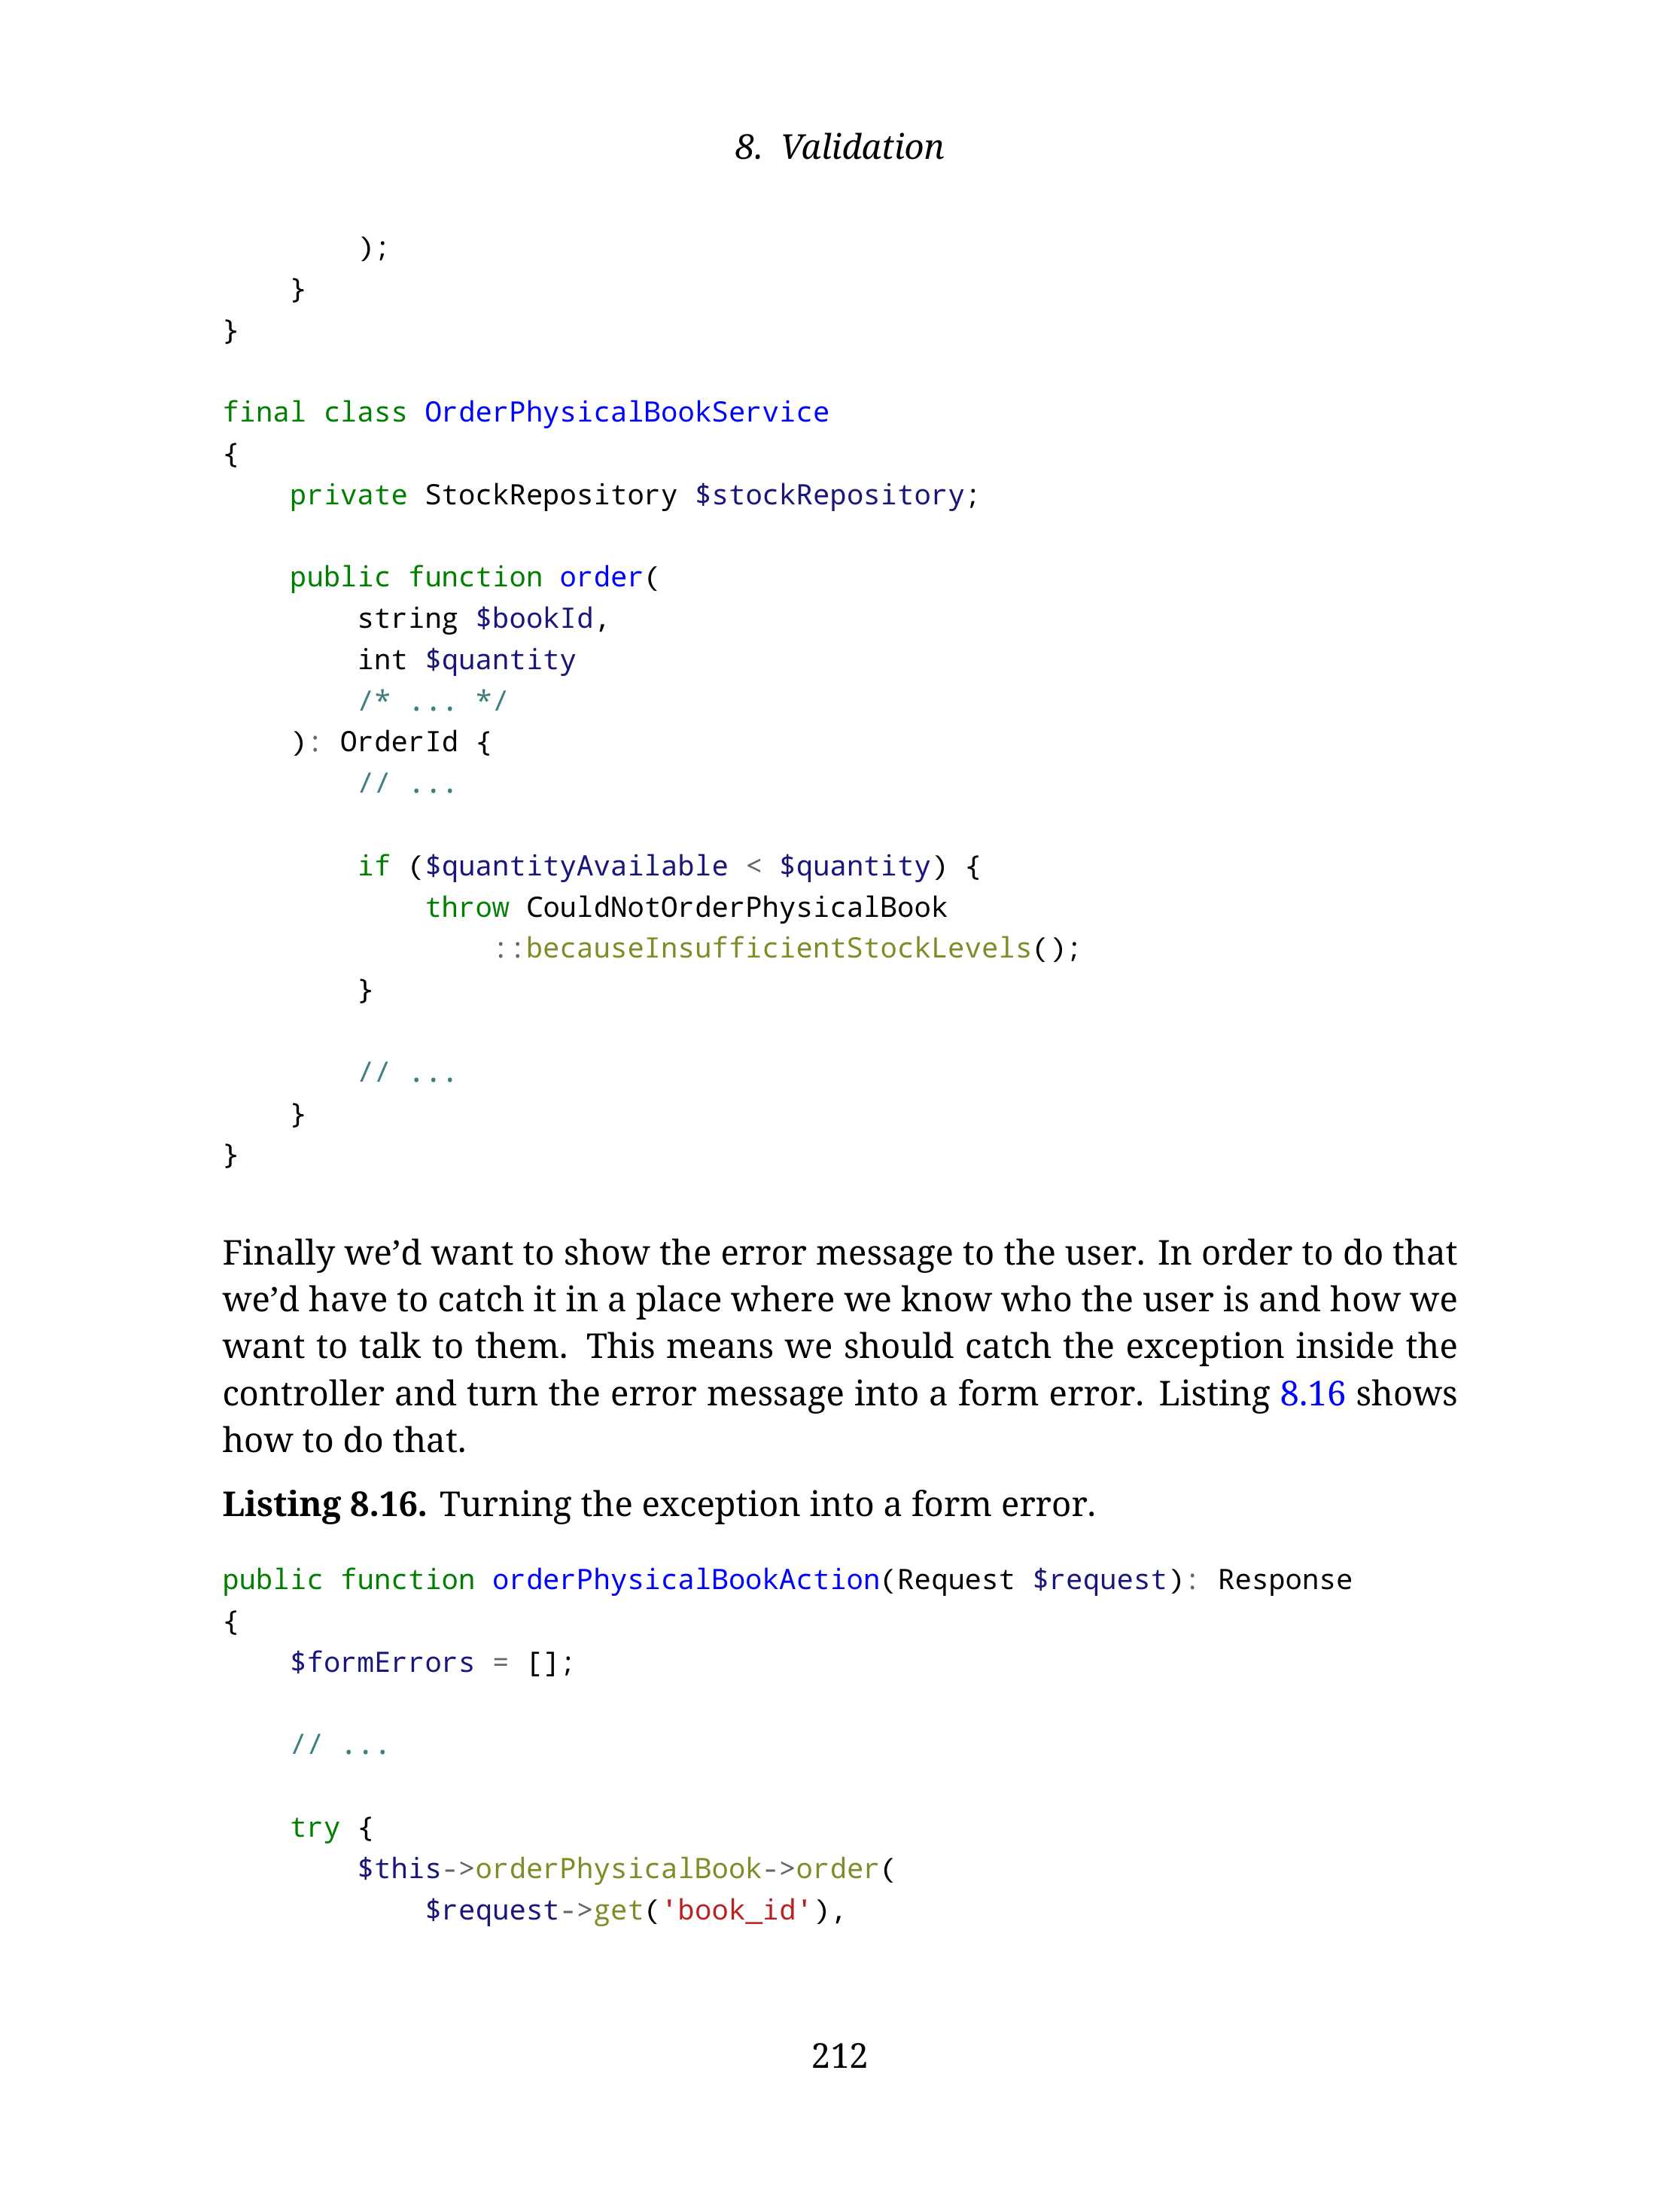 8. Validation
        );
    }
}
final class OrderPhysicalBookService
{
    private StockRepository $stockRepository;
    public function order(
        string $bookId,
        int $quantity
        /* ... */
    ): OrderId {
        // ...
        if ($quantityAvailable < $quantity) {
            throw CouldNotOrderPhysicalBook
                ::becauseInsufficientStockLevels();
        }
        // ...
    }
}
Finally we’d want to show the error message to the user. In order to do that
we’d have to catch it in a place where we know who the user is and how we
want to talk to them. This means we should catch the exception inside the
controller and turn the error message into a form error. Listing 8.16 shows
how to do that.
Listing 8.16. Turning the exception into a form error.
public function orderPhysicalBookAction(Request $request): Response
{
    $formErrors = [];
    // ...
    try {
        $this->orderPhysicalBook->order(
            $request->get('book_id'),
212